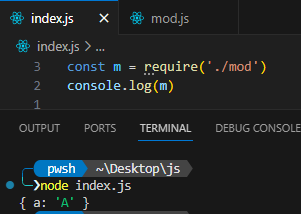 index.js
mod.js
index.js > ...
3 const m = require('./mod')
2 console.log(m)
1
OUTPUT PORTS TERMINAL DEBUG CONSOLE
pwsh ~\Desktop\js
❯node index.js
{ a: 'A' }